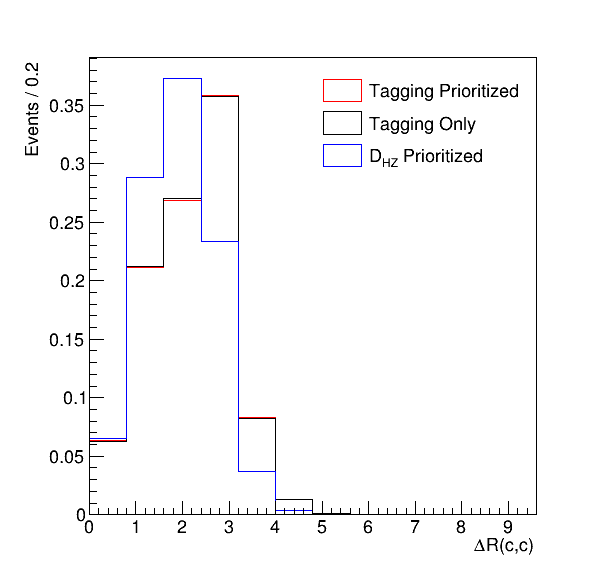 Events / 0.2
0.35
0.3
0.25
0.2
0.15
0.1
0.05
0
Tagging Prioritized
Tagging Only
D_HZ Prioritized
0 1 2 3 4 5 6 7 8 9
ΔR(c,c)